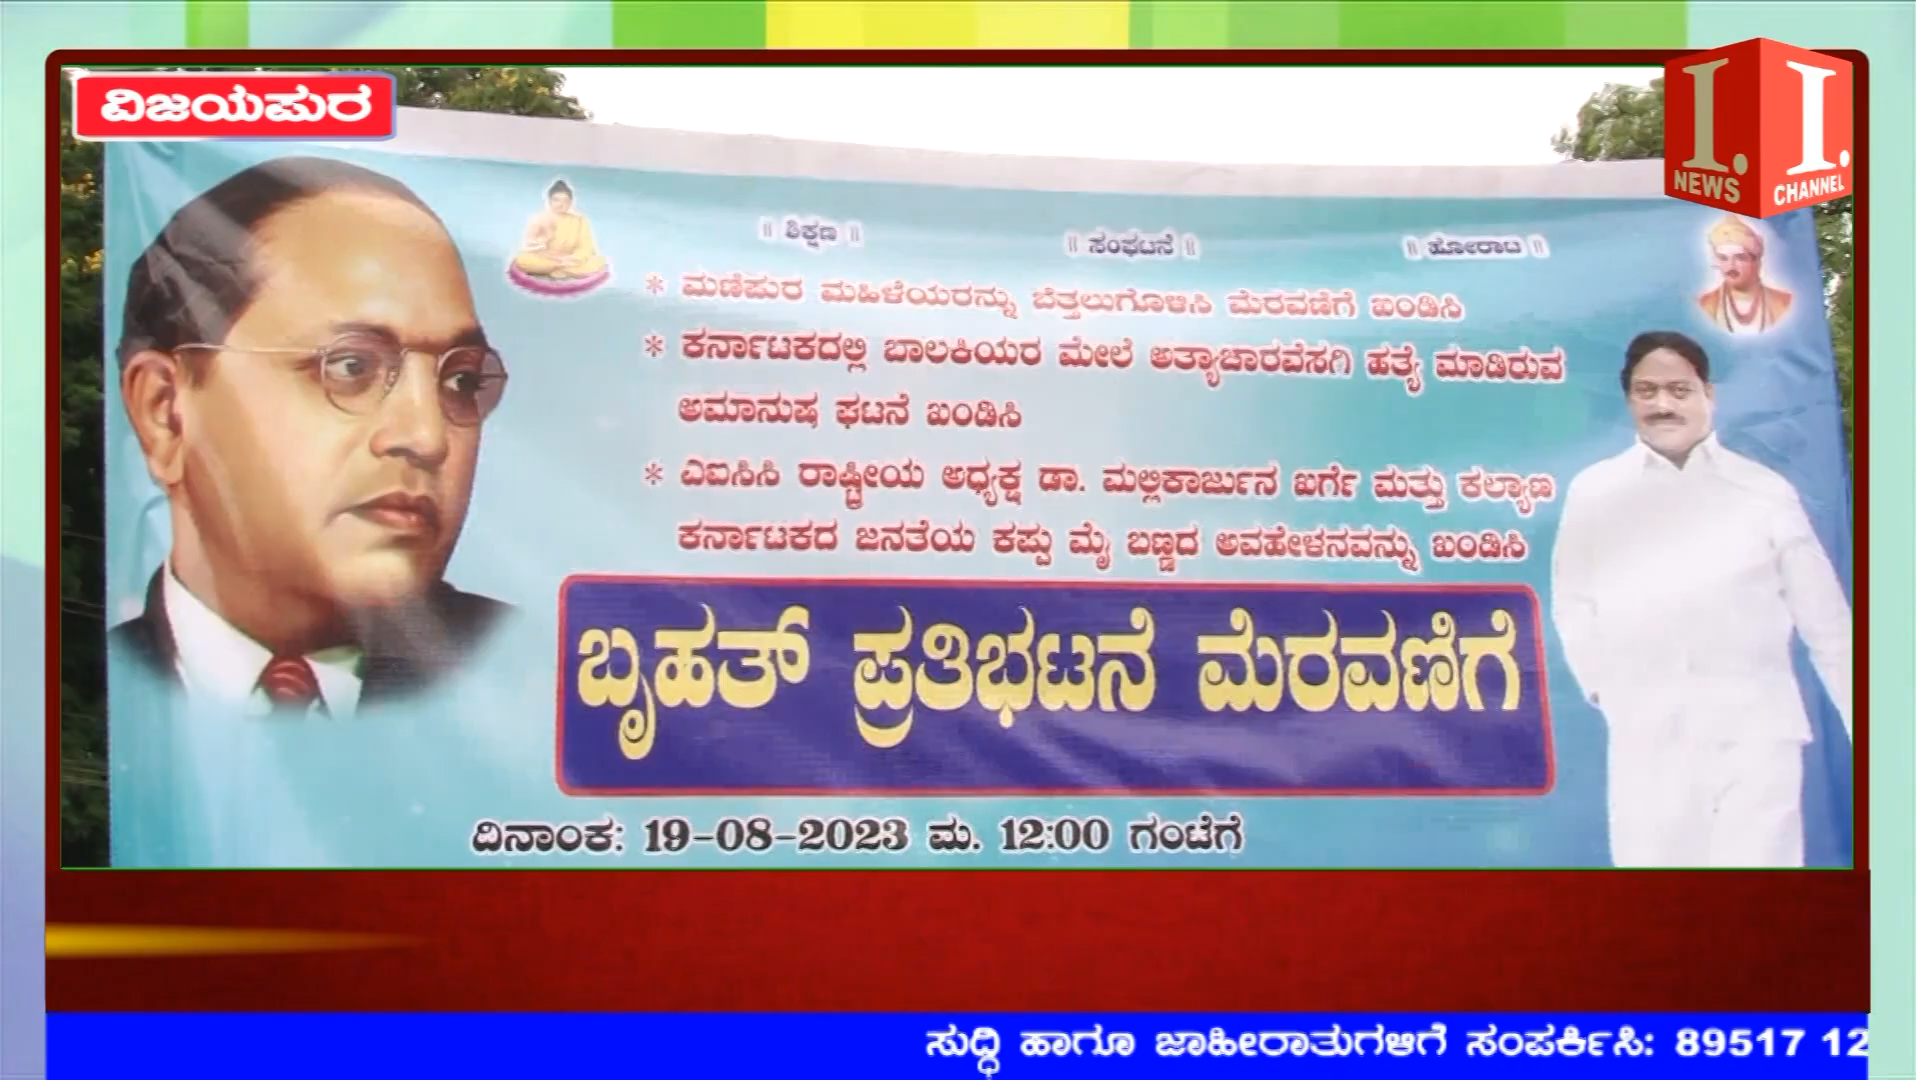 ವಿಜಯಪುರ
I. I.
NEWS CHANNEL
॥ ಶಿಕ್ಷಣ ॥ ॥ ಸಂಘಟನೆ ॥ ॥ ಹೋರಾಟ ॥
* ಮಣಿಪುರ ಮಹಿಳೆಯರನ್ನು ಬೆತ್ತಲುಗೊಳಿಸಿ ಮೆರವಣಿಗೆ ಖಂಡಿಸಿ
* ಕರ್ನಾಟಕದಲ್ಲಿ ಬಾಲಕಿಯರ ಮೇಲೆ ಅತ್ಯಾಚಾರವೆಸಗಿ ಹತ್ಯೆ ಮಾಡಿರುವ
ಅಮಾನುಷ ಘಟನೆ ಖಂಡಿಸಿ
* ಎಐಸಿಸಿ ರಾಷ್ಟ್ರೀಯ ಅಧ್ಯಕ್ಷ ಡಾ. ಮಲ್ಲಿಕಾರ್ಜುನ ಖರ್ಗೆ ಮತ್ತು ಕಲ್ಯಾಣ
ಕರ್ನಾಟಕದ ಜನತೆಯ ಕಪ್ಪು ಮೈ ಬಣ್ಣದ ಅವಹೇಳನವನ್ನು ಖಂಡಿಸಿ
ಬೃಹತ್ ಪ್ರತಿಭಟನೆ ಮೆರವಣಿಗೆ
ದಿನಾಂಕ: 19-08-2023 ಮ. 12:00 ಗಂಟೆಗೆ
ಸುದ್ಧಿ ಹಾಗೂ ಜಾಹೀರಾತುಗಳಿಗೆ ಸಂಪರ್ಕಿಸಿ: 89517 12